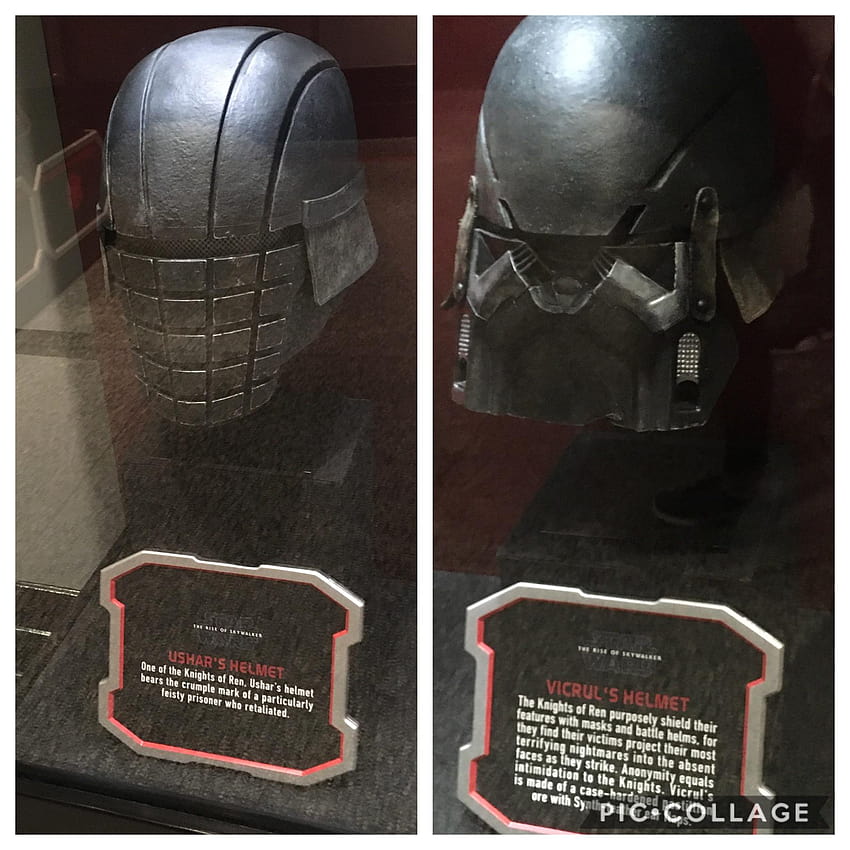 THE RISE OF SKYWALKER
USHAR'S HELMET
One of the Knights of Ren, Ushar's helmet
bears the crumple mark of a particularly
feisty prisoner who retaliated.
STAR
THE RISE OF SKYWALKER
WARS
VICRUL'S HELMET
The Knights of Ren purposely shield their
features with masks and battle helms, for
they find their victims project their most
terrifying nightmares into the absent
faces as they strike. Anonymity equals
intimidation to the Knights. Vicrul's
is made of a case-hardened
ore with
PIC•COLLAGE